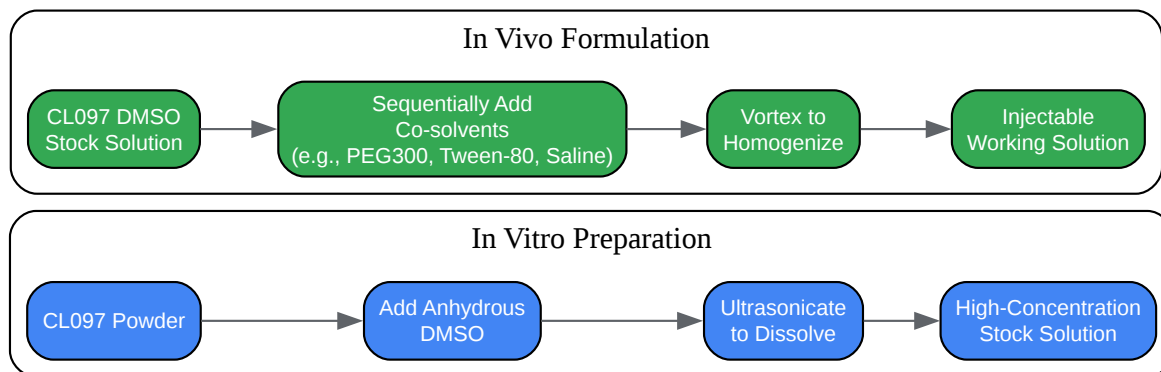 In Vivo Formulation
CL097 DMSO
Stock Solution
Sequentially Add
Co-solvents
(e.g., PEG300, Tween-80, Saline)
Vortex to
Homogenize
Injectable
Working Solution
In Vitro Preparation
CL097 Powder
Add Anhydrous
DMSO
Ultrasonicate
to Dissolve
High-Concentration
Stock Solution